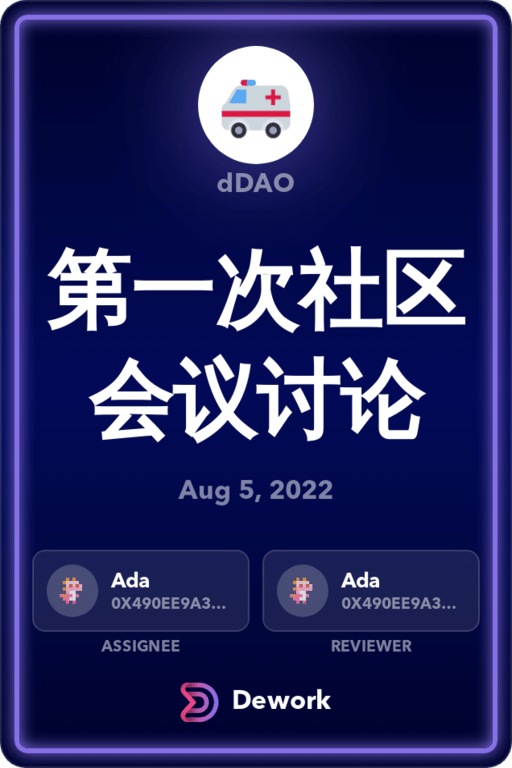 dDAO
第一次社区
会议讨论
Aug 5, 2022
Ada
0X490EE9A3...
ASSIGNEE
Ada
0X490EE9A3...
REVIEWER
Dework